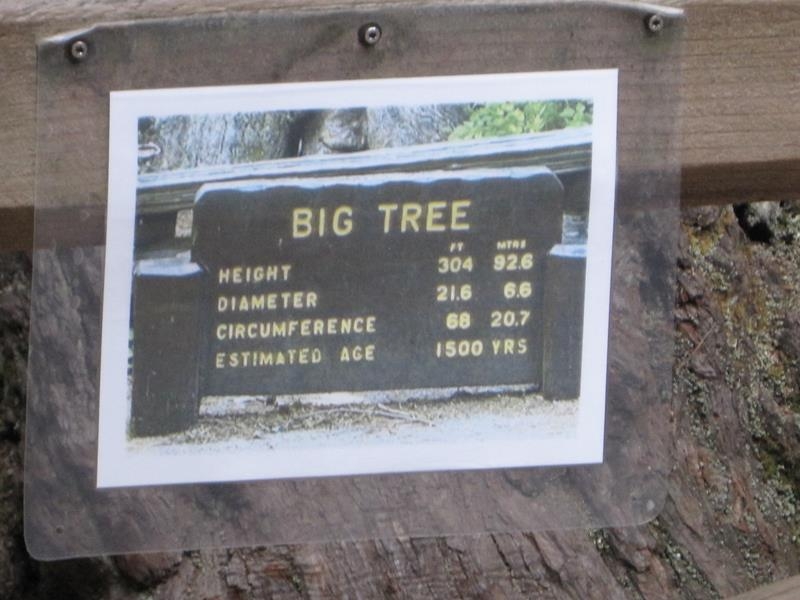 BIG TREE
FT MTRS
HEIGHT 304 92.6
DIAMETER 21.6 6.6
CIRCUMFERENCE 68 20.7
ESTIMATED AGE 1500 YRS